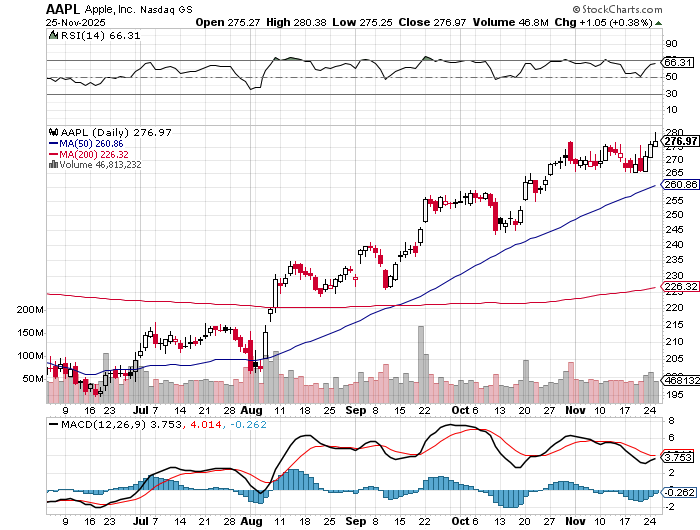 AAPL Apple, Inc. Nasdaq GS © StockCharts.com
25-Nov-2025 Open 275.27 High 280.38 Low 275.25 Close 276.97 Volume 46.8M Chg +1.05 (+0.38%)
RSI(14) 66.31
90
70
66.31
50
30
10
AAPL (Daily) 276.97
MA(50) 260.86
MA(200) 226.32
Volume 46,813,232
280
276.97
275
270
265
260.86
255
250
245
240
235
230
226.32
220
215
210
205
200
195
200M
150M
100M
50M
468132
9 16 23 Jul 7 14 21 28 Aug 11 18 25 Sep 8 15 22 Oct 6 13 20 27 Nov 10 17 24
MACD(12,26,9) 3.753, 4.014, -0.262
8
6
3.753
2
-0.262
-2
9 16 23 Jul 7 14 21 28 Aug 11 18 25 Sep 8 15 22 Oct 6 13 20 27 Nov 10 17 24